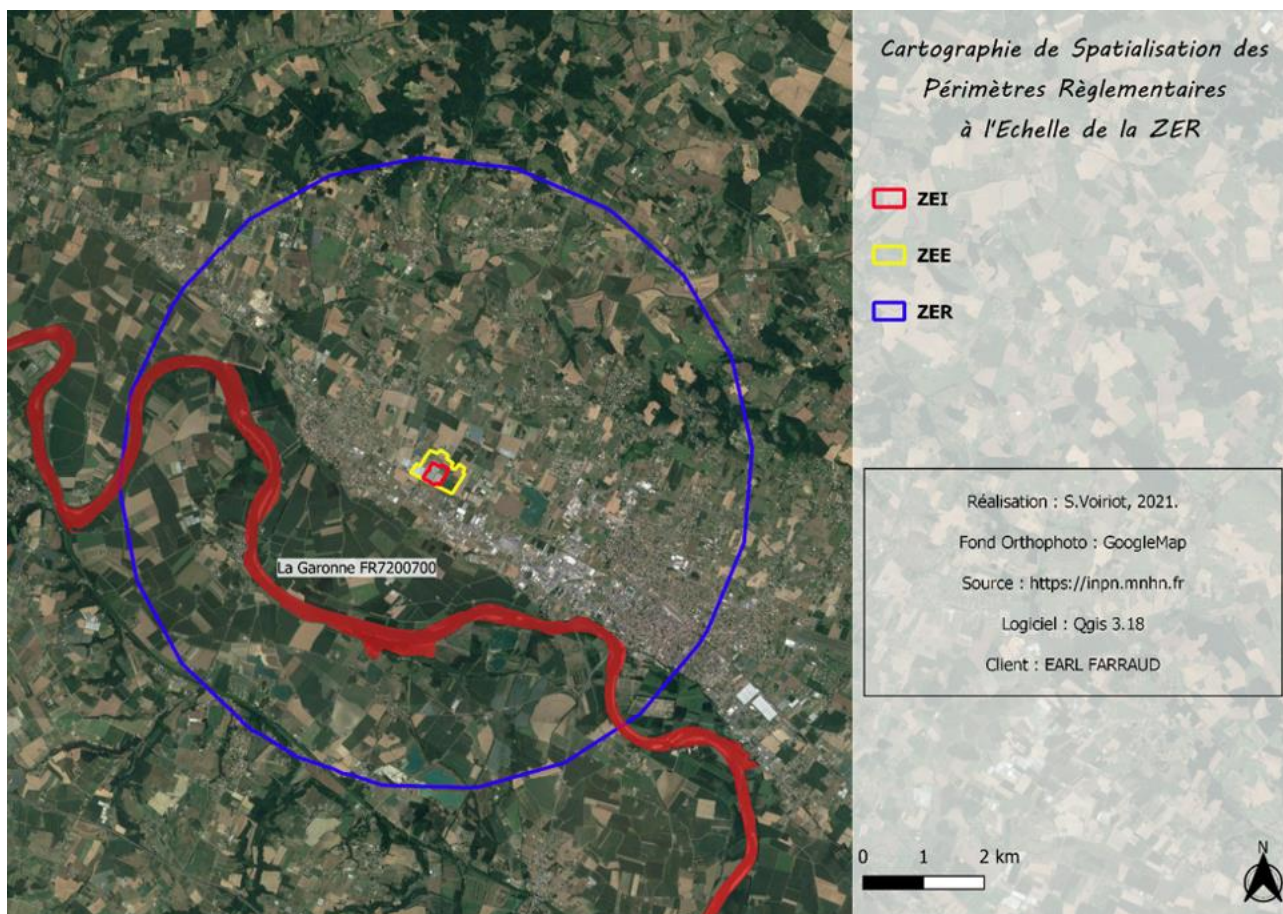 Cartographie de Spatialisation des
Périmètres Règlementaires
à l'Echelle de la ZER
ZEI
ZEE
ZER
La Garonne FR7200700
Réalisation : S.Voiriot, 2021.
Fond Orthophoto : GoogleMap
Source : https://inpn.mnhn.fr
Logiciel : Qgis 3.18
Client : EARL FARRAUD
0 1 2 km
N